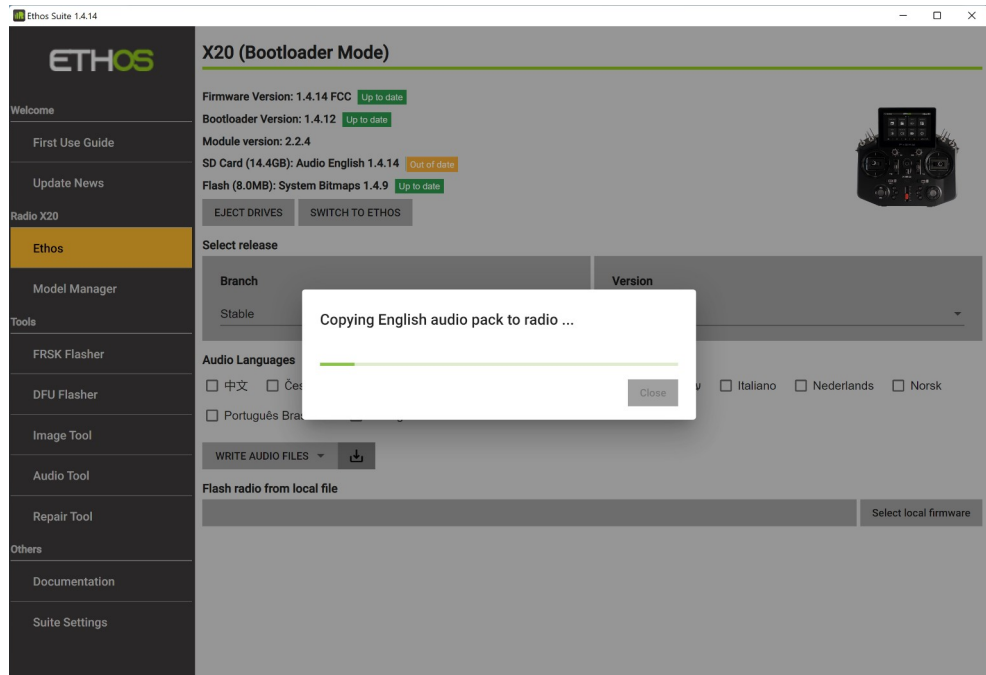 Ethos Suite 1.4.14
ETHOS
X20 (Bootloader Mode)
Firmware Version: 1.4.14 FCC Up to date
Bootloader Version: 1.4.12 Up to date
Module version: 2.2.4
SD Card (14.4GB): Audio English 1.4.14 Out of date
Flash (8.0MB): System Bitmaps 1.4.9 Up to date
EJECT DRIVES SWITCH TO ETHOS
Welcome
First Use Guide
Update News
Radio X20
Ethos
Model Manager
Tools
FRSK Flasher
DFU Flasher
Image Tool
Audio Tool
Repair Tool
Others
Documentation
Suite Settings
Select release
Branch Version
Stable
Copying English audio pack to radio ...
Close
Audio Languages
中文 Italiano Nederlands Norsk
Português
WRITE AUDIO FILES
Flash radio from local file
Select local firmware